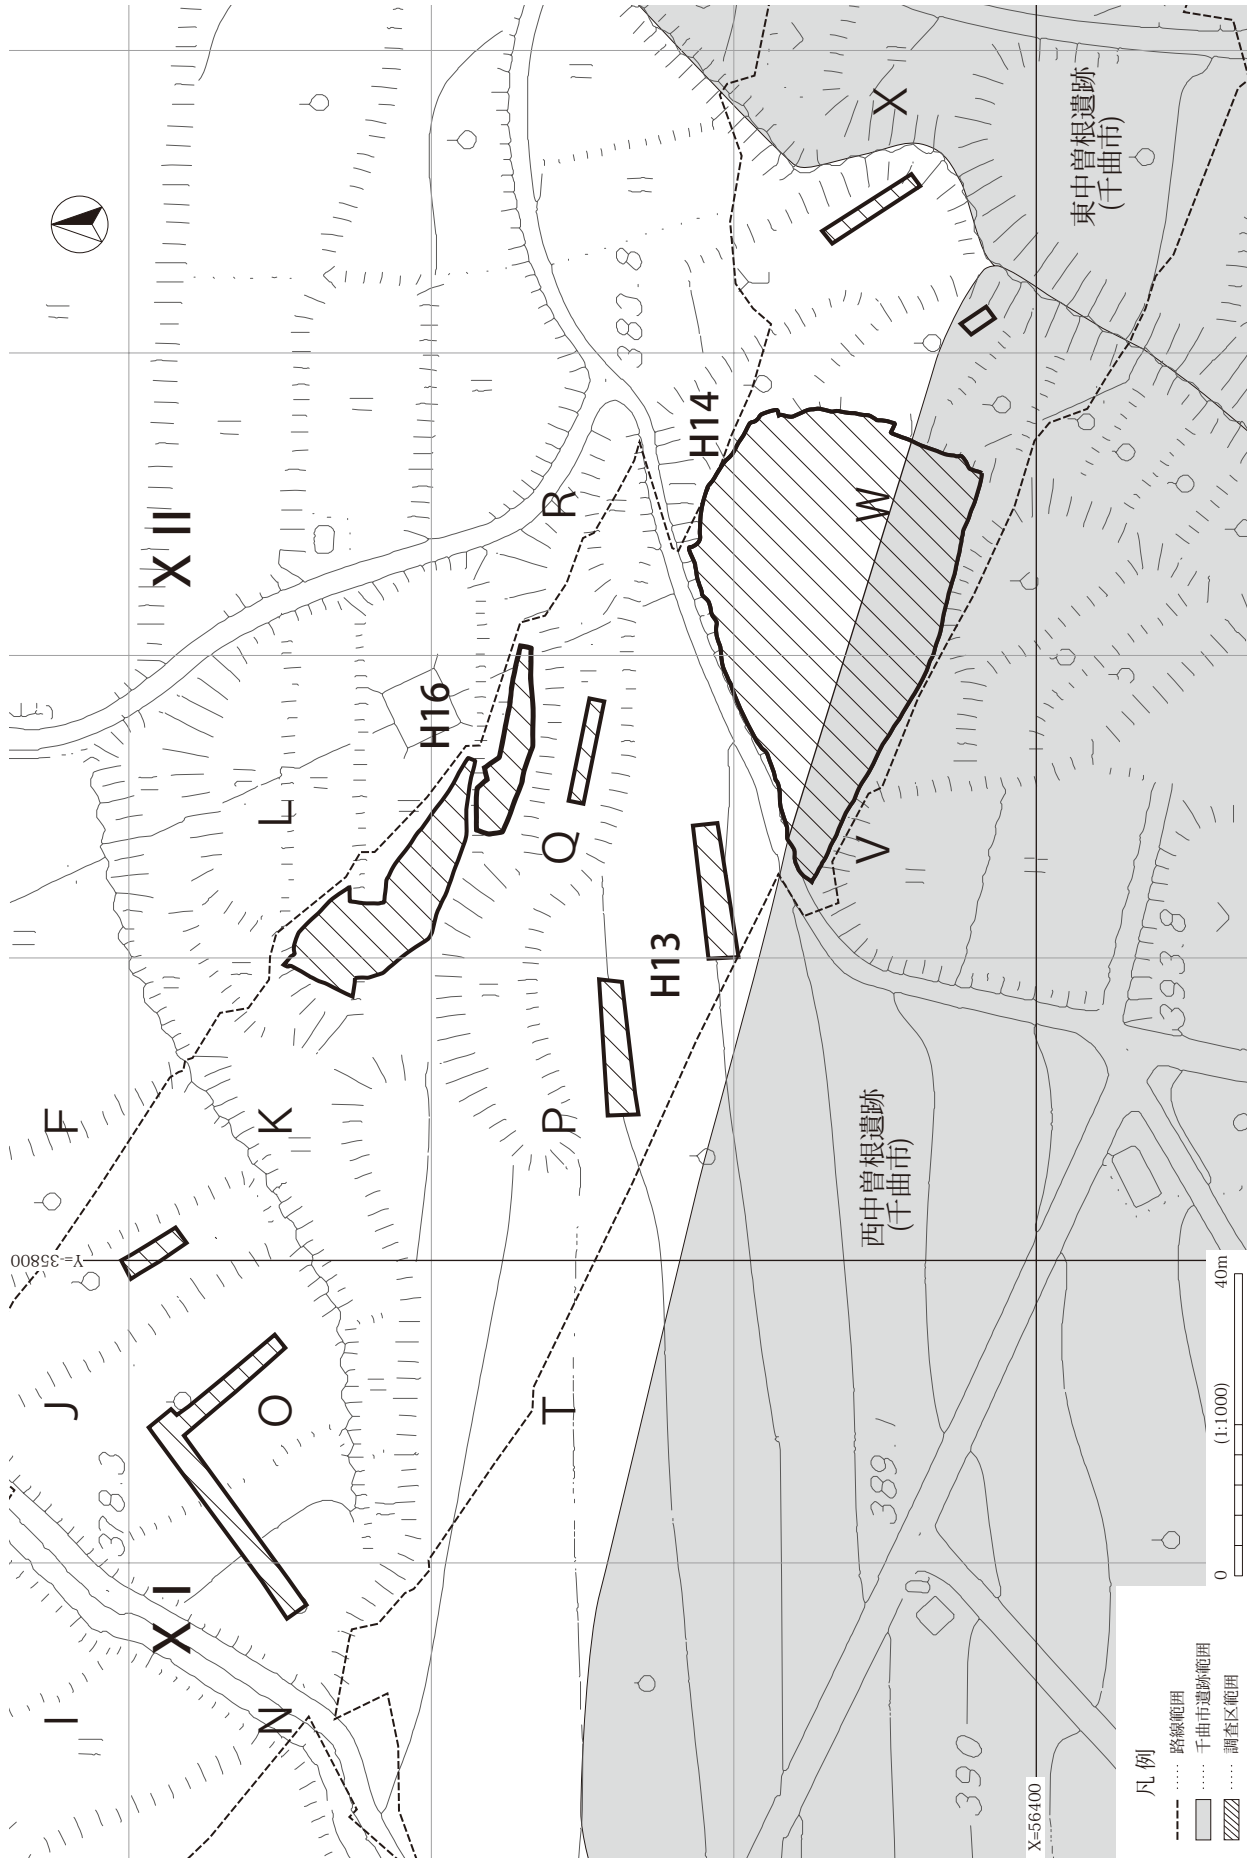 X II
X I
F
J
I
L
K
O
N
R
Q
P
T
X
W
V
H16
H14
H13
383.8
378.3
393.8
389.1
390
東中曽根遺跡
(千曲市)
西中曽根遺跡
(千曲市)
Y=-35800
X=56400
0 (1:1000) 40m
凡 例
路線範囲
千曲市遺跡範囲
調査区範囲